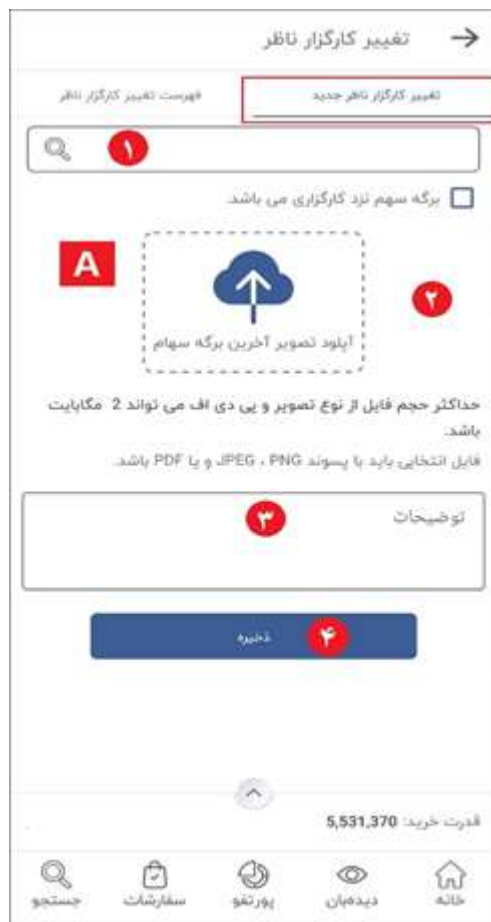 تغییر کارگزار ناظر
تغییر کارگزار ناظر جدید
فهرست تغییر کارگزار ناظر
۱
برگه سهم نزد کارگزاری می باشد.
A
۲
آپلود تصویر آخرین برگه سهام
حداکثر حجم فایل از نوع تصویر و پی دی اف می تواند 2 مگابایت
باشد.
فایل انتخابی باید با پسوند JPEG ، PNG و یا PDF باشد.
توضیحات
۳
ذخیره
۴
قدرت خرید: 5,531,370
خانه
دیده‌بان
پورتفو
سفارشات
جستجو